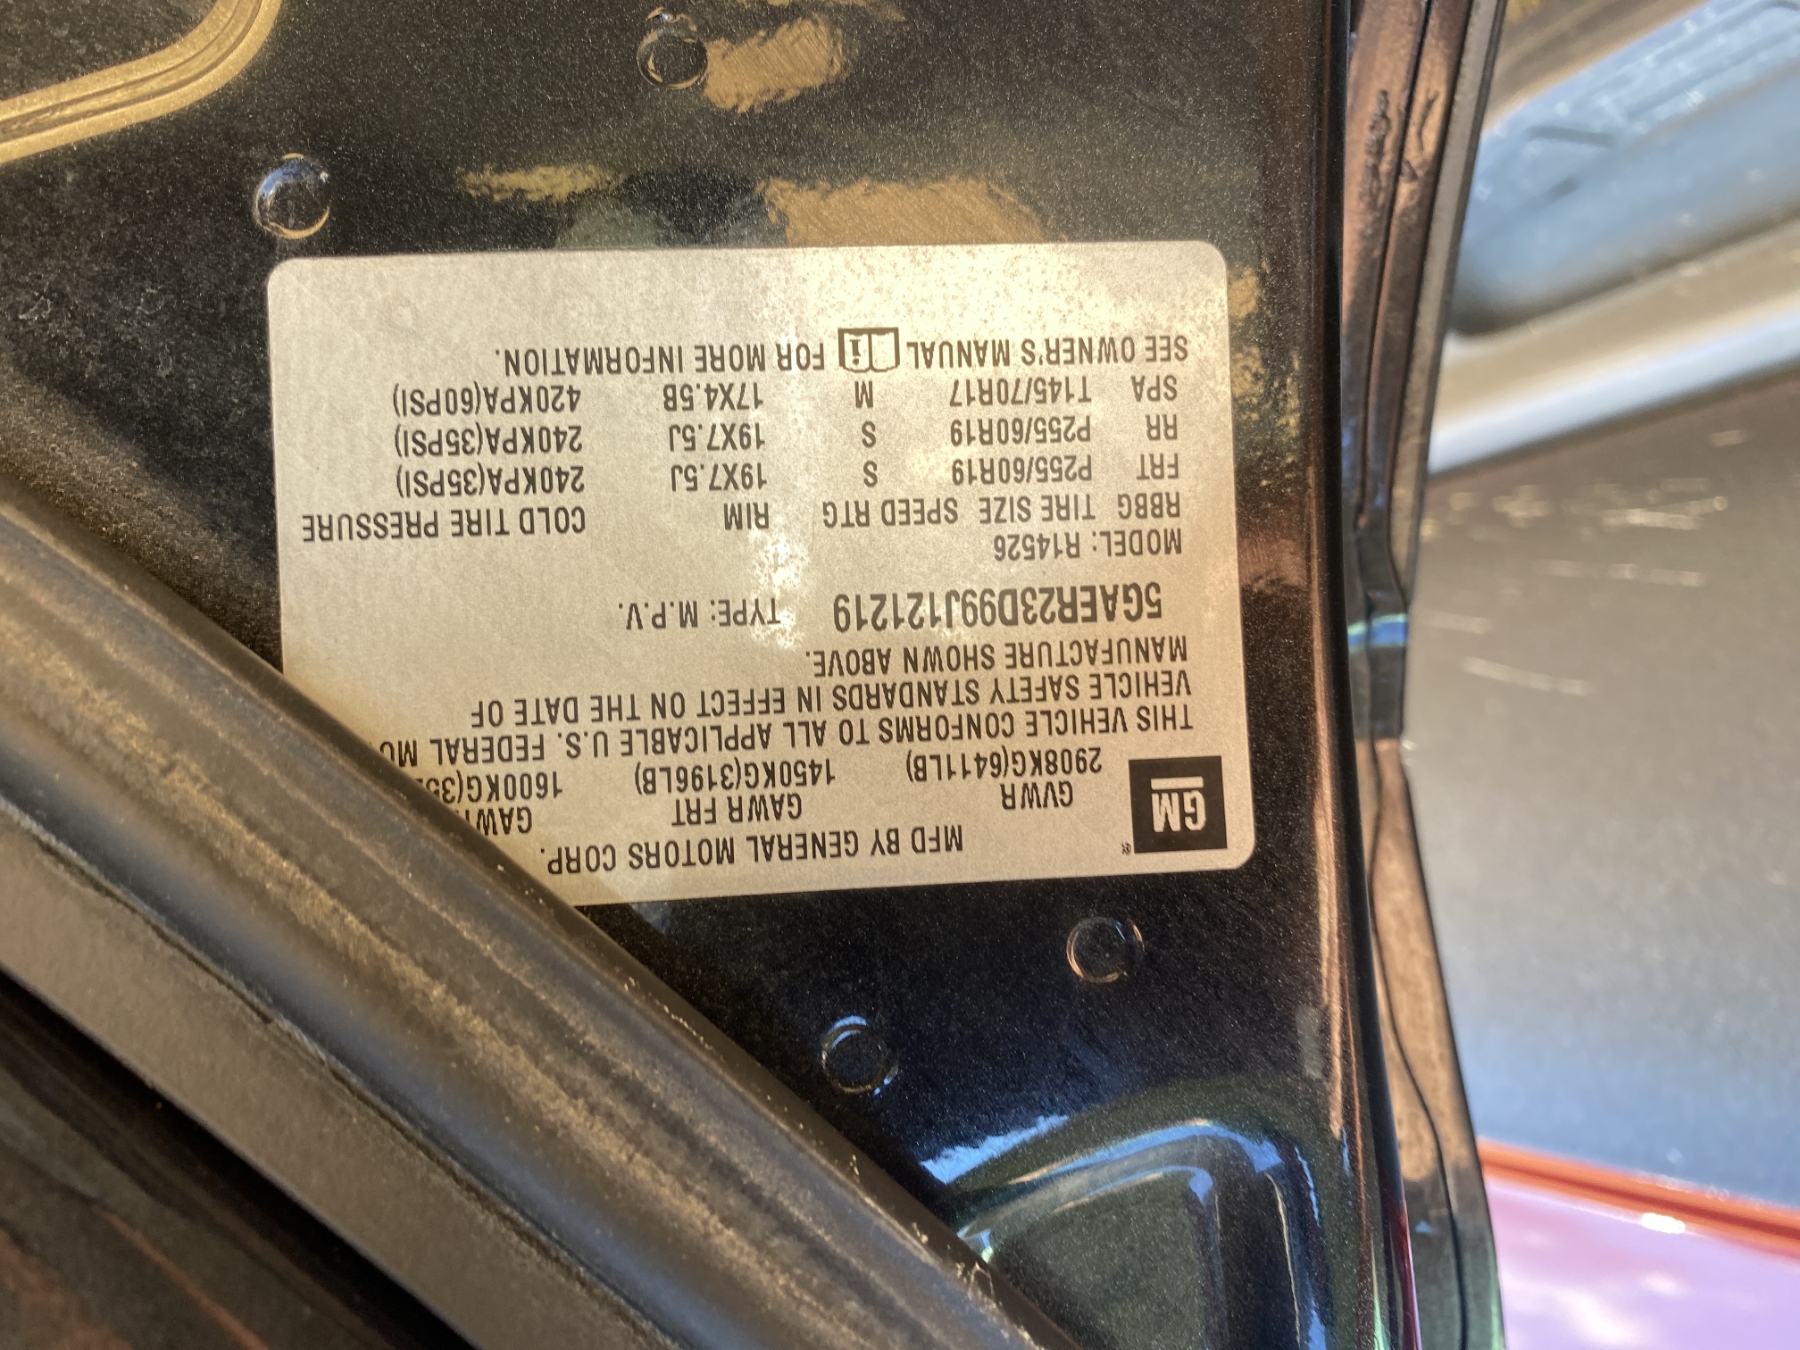 MFD BY GENERAL MOTORS CORP.
GM®
GVWR GAWR FRT
2908KG(6411LB) 1450KG(3196LB)
THIS VEHICLE CONFORMS TO ALL APPLICABLE U.S. FEDERAL
VEHICLE SAFETY STANDARDS IN EFFECT ON THE DATE OF
MANUFACTURE SHOWN ABOVE.
5GAER23D99J121219 TYPE: M.P.V.
MODEL: R14526
RBBG TIRE SIZE SPEED RTG RIM COLD TIRE PRESSURE
FRT P255/60R19 S 19X7.5J 240KPA(35PSI)
RR P255/60R19 S 19X7.5J 240KPA(35PSI)
SPA T145/70R17 M 17X4.5B 420KPA(60PSI)
SEE OWNER'S MANUAL i FOR MORE INFORMATION.